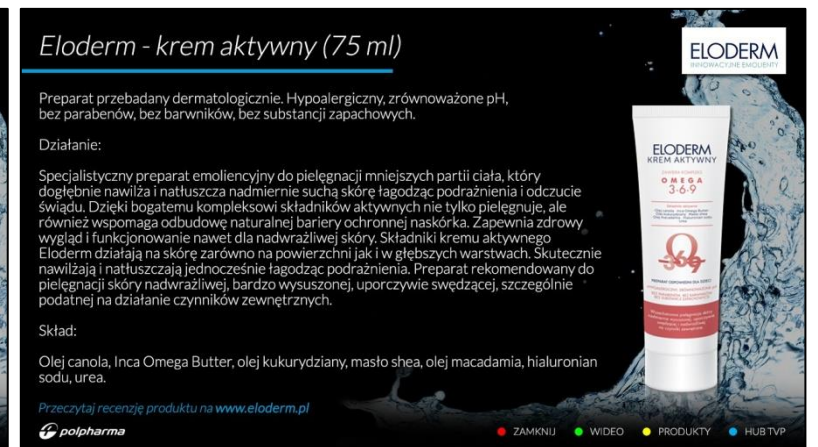 Eloderm - krem aktywny (75 ml)
ELODERM
INNOWACYJNE EMOLIENTY
Preparat przebadany dermatologicznie. Hypoalergiczny, zrównoważone pH,
bez parabenów, bez barwników, bez substancji zapachowych.
Działanie:
Specjalistyczny preparat emoliencyjny do pielęgnacji mniejszych partii ciała, który
dogłębnie nawilża i natłuszcza nadmiernie suchą skórę łagodząc podrażnienia i odczucie
świądu. Dzięki bogatemu kompleksowi składników aktywnych nie tylko pielęgnuje, ale
również wspomaga odbudowę naturalnej bariery ochronnej naskórka. Zapewnia zdrowy
wygląd i funkcjonowanie nawet dla nadwrażliwej skóry. Składniki kremu aktywnego
Eloderm działają na skórę zarówno na powierzchni jak i w głębszych warstwach. Skutecznie
nawilżają i natłuszczają jednocześnie łagodząc podrażnienia. Preparat rekomendowany do
pielęgnacji skóry nadwrażliwej, bardzo wysuszonej, uporczywie swędzącej, szczególnie
podatnej na działanie czynników zewnętrznych.
Skład:
Olej canola, Inca Omega Butter, olej kukurydziany, masło shea, olej macadamia, hialuronian
sodu, urea.
Przeczytaj recenzję produktu na www.eloderm.pl
polpharma
ELODERM
KREM AKTYWNY
OMEGA
3-6-9
369
ZAMKNIJ
WIDEO
PRODUKTY
HUB TVP